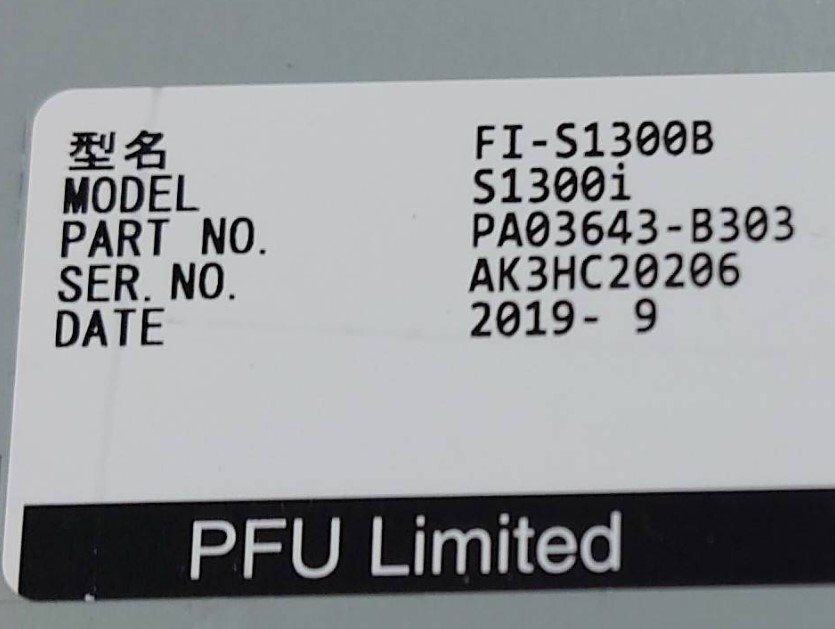 型名 FI-S1300B
MODEL S1300i
PART NO. PA03643-B303
SER. NO. AK3HC20206
DATE 2019- 9
PFU Limited